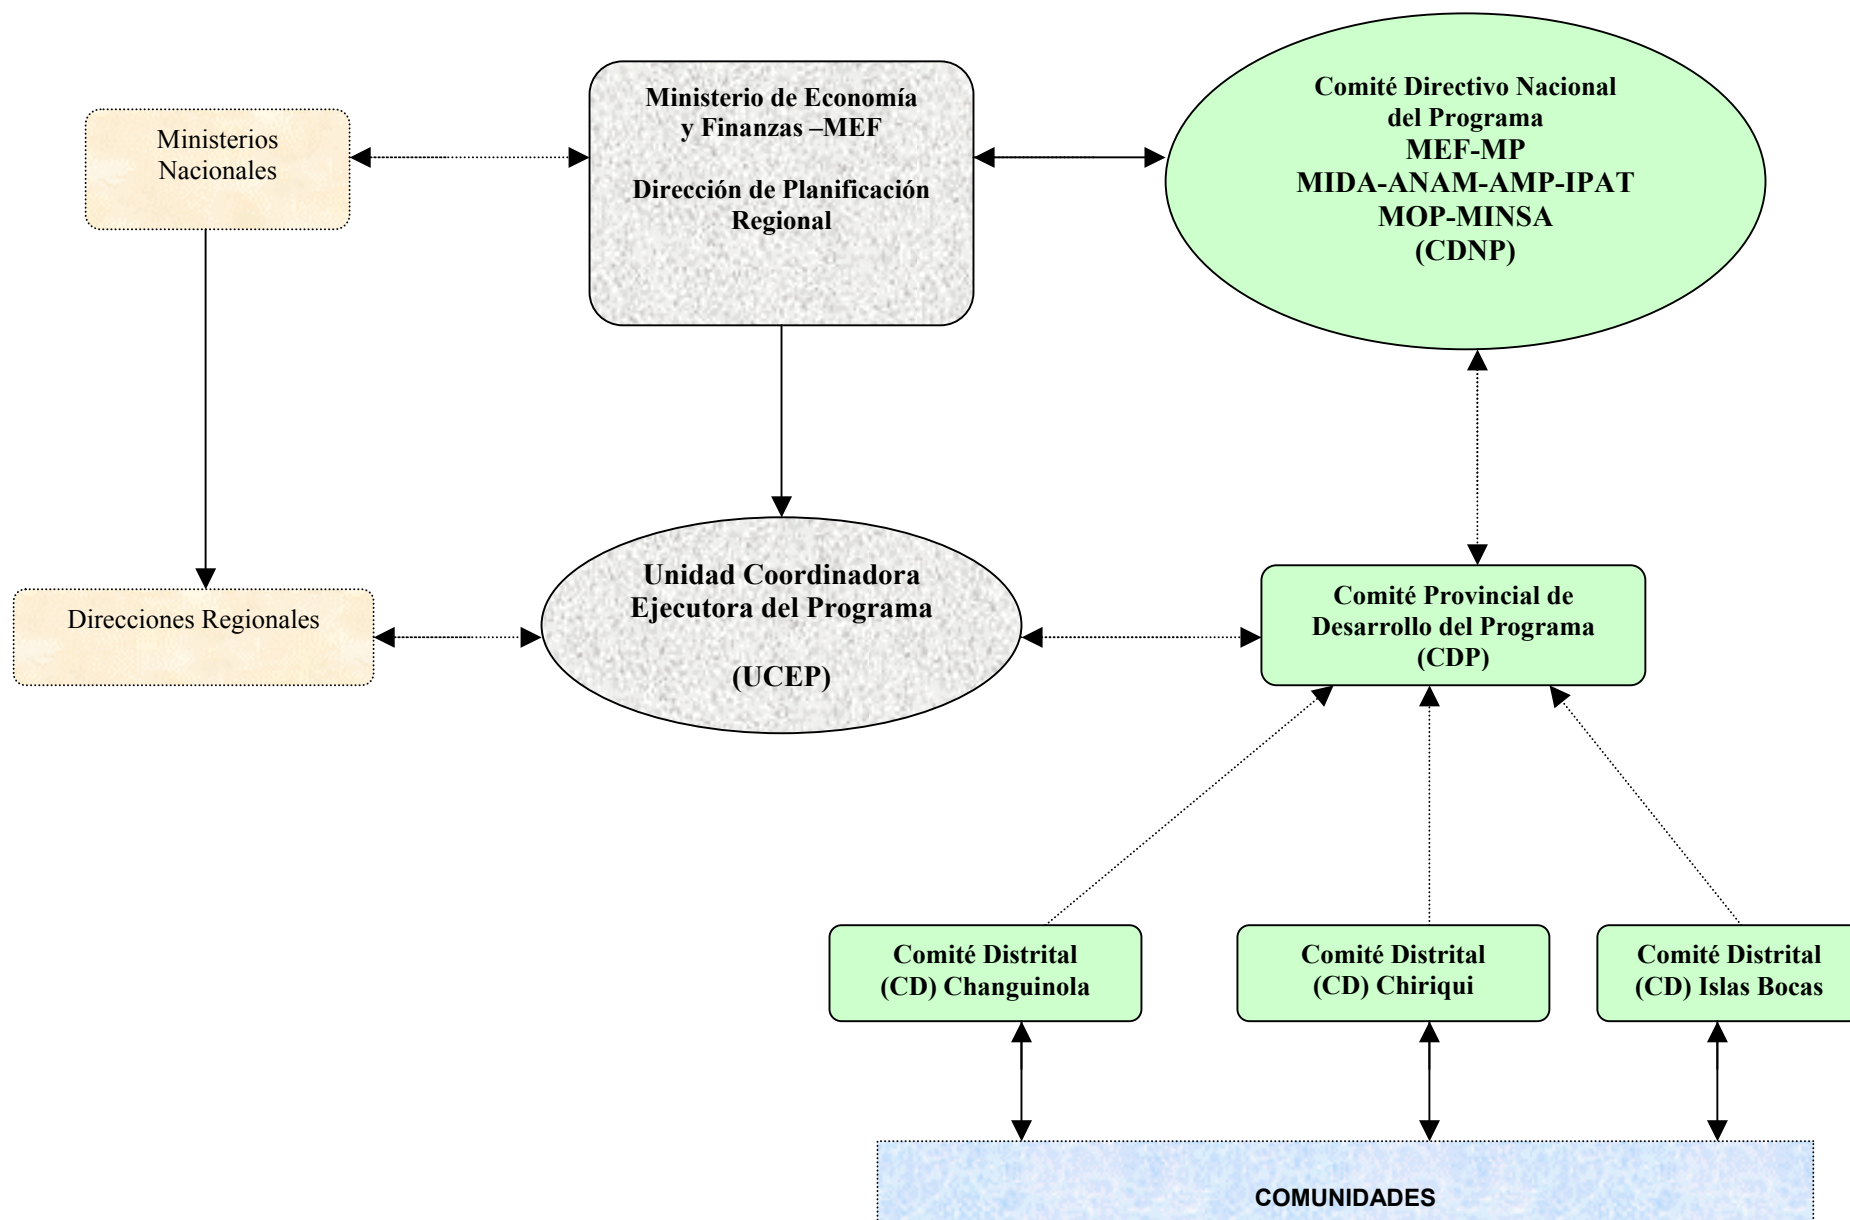 Ministerios
Nacionales
Ministerio de Economía
y Finanzas –MEF
Dirección de Planificación
Regional
Comité Directivo Nacional
del Programa
MEF-MP
MIDA-ANAM-AMP-IPAT
MOP-MINSA
(CDNP)
Direcciones Regionales
Unidad Coordinadora
Ejecutora del Programa
(UCEP)
Comité Provincial de
Desarrollo del Programa
(CDP)
Comité Distrital
(CD) Changuinola
Comité Distrital
(CD) Chiriqui
Comité Distrital
(CD) Islas Bocas
COMUNIDADES